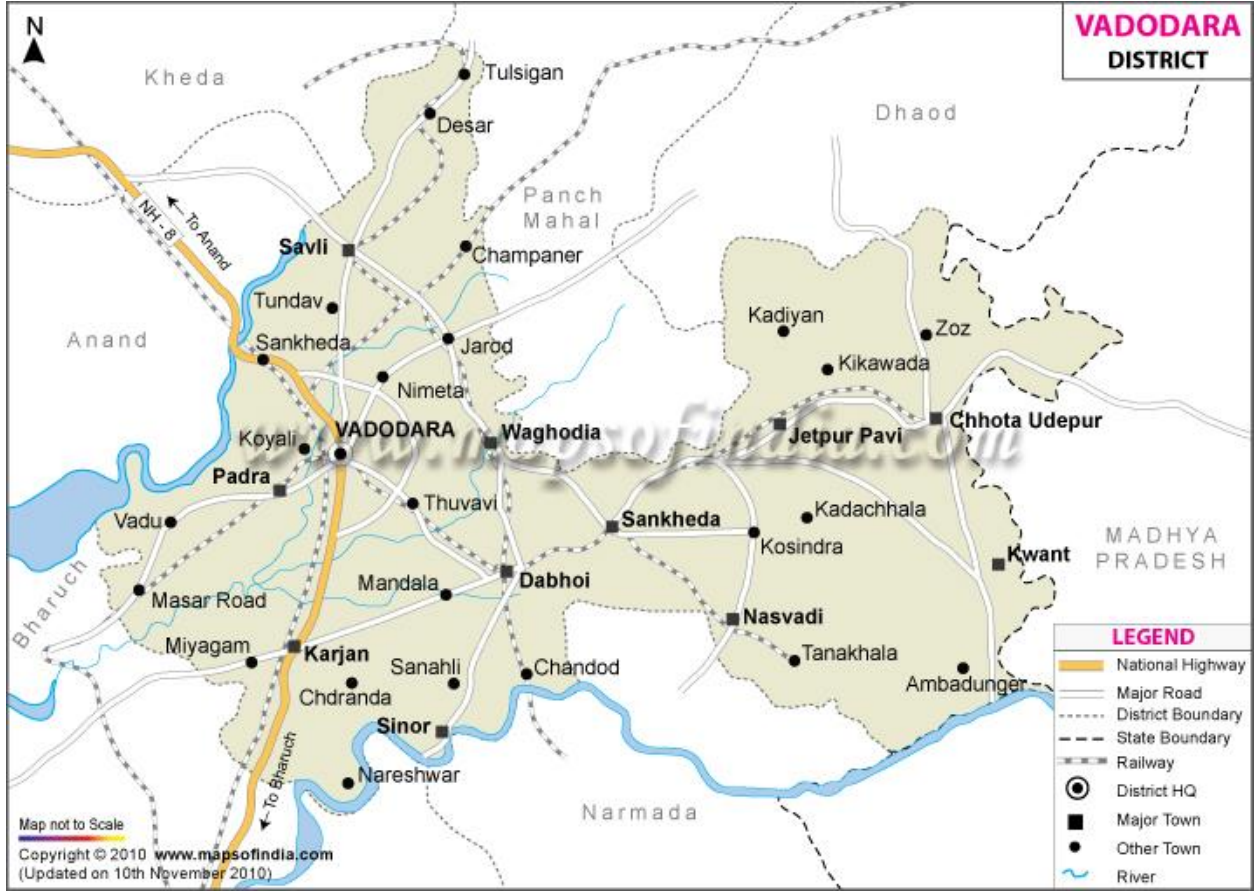 N
VADODARA
DISTRICT
Kheda
Tulsigan
Dhaod
Desar
Panch
Mahal
NH - 8
To Anand
Savli
Champaner
Tundav
Kadiyan
Zoz
Anand
Sankheda
Jarod
Kikawada
Nimeta
Koyali
VADODARA
Waghodia
Jetpur Pavi
Chhota Udepur
www.mapsofindia.com
Padra
Vadu
Thuvavi
Sankheda
Kadachhala
Kosindra
MADHYA
PRADESH
Kwant
Bharuch
Masar Road
Mandala
Dabhoi
Miyagam
Karjan
Sanahli
Chandod
Nasvadi
Tanakhala
Ambadunger
Chdranda
Sinor
Nareshwar
To Bharuch
Narmada
LEGEND
National Highway
Major Road
District Boundary
State Boundary
Railway
District HQ
Major Town
Other Town
River
Map not to Scale
Copyright © 2010 www.mapsofindia.com
(Updated on 10th November 2010)